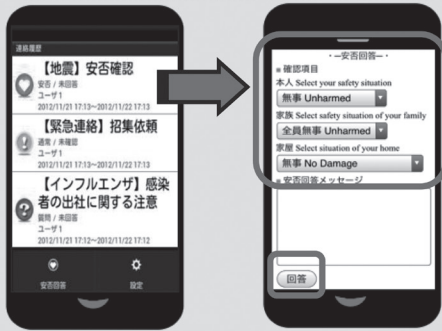 連絡履歴
【地震】安否確認
安否 / 未回答
ユーザ1
2012/11/21 17:13~2012/11/22 17:13
【緊急連絡】招集依頼
通常 / 未確認
ユーザ1
2012/11/21 17:13~2012/11/22 17:13
【インフルエンザ】感染
者の出社に関する注意
質問 / 未回答
ユーザ1
2012/11/21 17:12~2012/11/22 17:12
安否回答
設定
・―安否回答―・
■ 確認項目
本人 Select your safety situation
無事 Unharmed
家族 Select safety situation of your family
全員無事 Unharmed
家屋 Select situation of your home
無事 No Damage
■ 安否回答メッセージ
回答